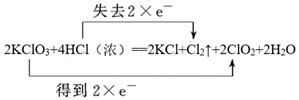 失去2×e⁻
2KClO₃+4HCl（浓）==2KCl+Cl₂↑+2ClO₂+2H₂O
得到2×e⁻